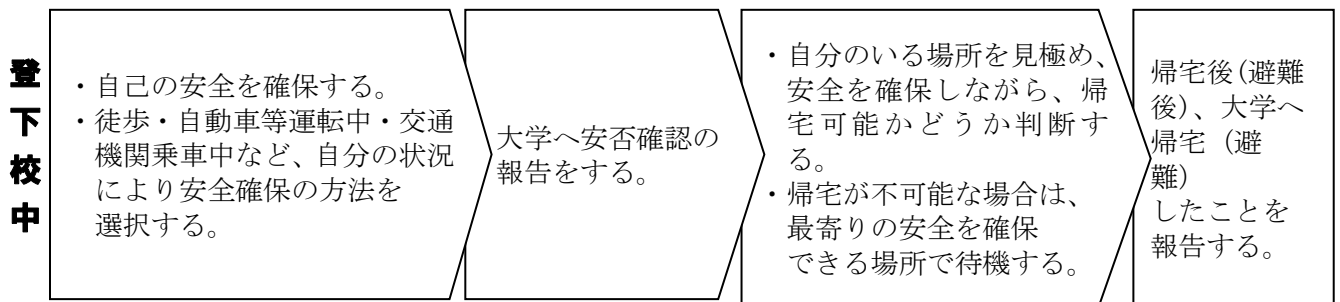 登下校中
・自己の安全を確保する。
・徒歩・自動車等運転中・交通
機関乗車中など、自分の状況
により安全確保の方法を
選択する。
大学へ安否確認の
報告をする。
・自分のいる場所を見極め、
安全を確保しながら、帰
宅可能かどうか判断す
る。
・帰宅が不可能な場合は、
最寄りの安全を確保
できる場所で待機する。
帰宅後(避難
後)、大学へ
帰宅（避
難）
したことを
報告する。